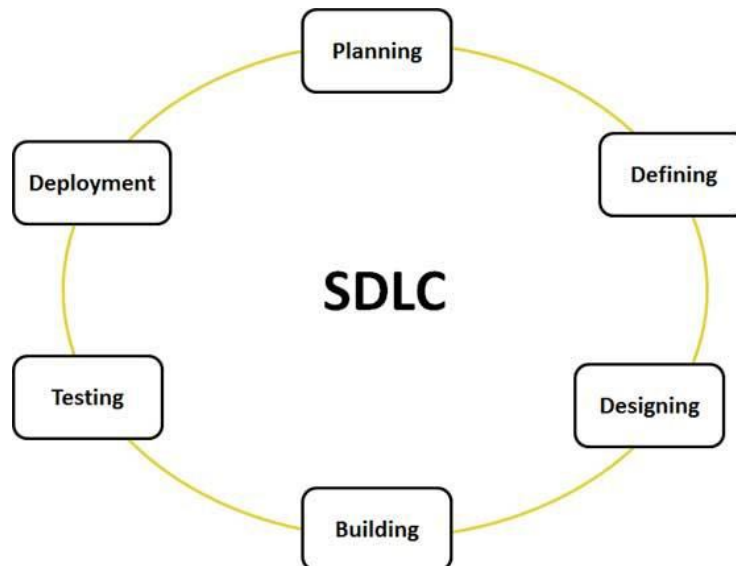 Planning
Deployment
Defining
SDLC
Testing
Designing
Building